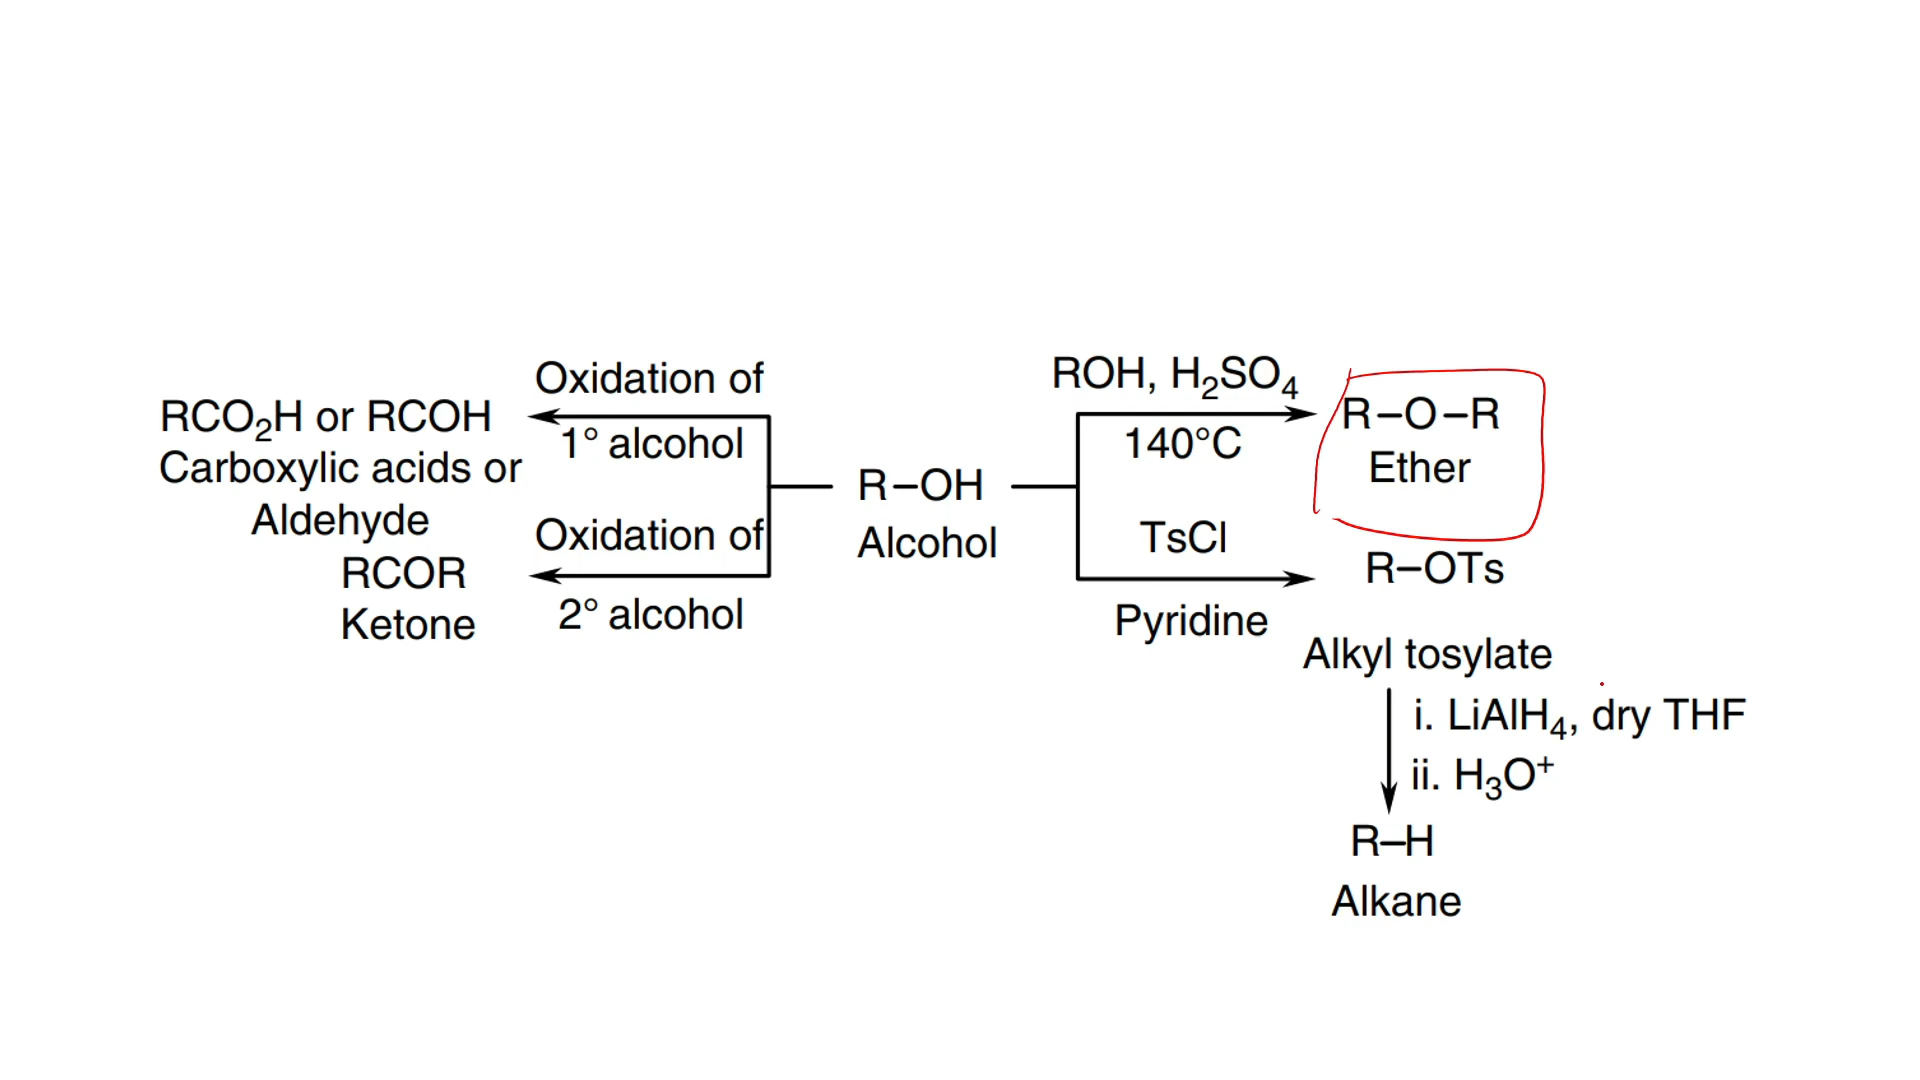 Oxidation of
RCO₂H or RCOH
1° alcohol
Carboxylic acids or
Aldehyde
Oxidation of
RCOR
2° alcohol
Ketone
R–OH
Alcohol
ROH, H₂SO₄
140°C
R–O–R
Ether
TsCl
Pyridine
R–OTs
Alkyl tosylate
i. LiAlH₄, dry THF
ii. H₃O⁺
R–H
Alkane